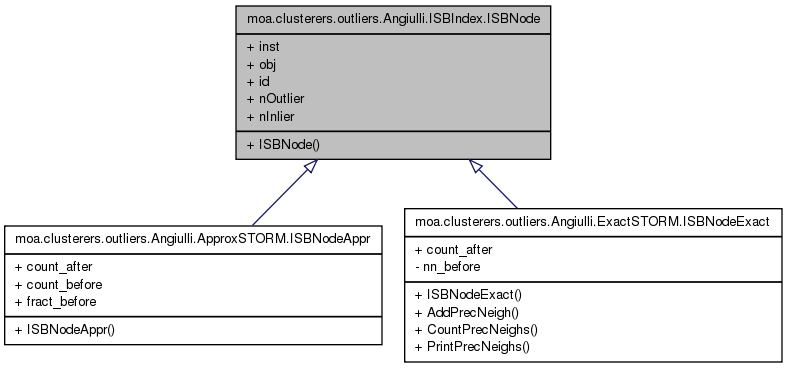 moa.clusterers.outliers.Angiulli.ISBIndex.ISBNode
+ inst
+ obj
+ id
+ nOutlier
+ nInlier
+ ISBNode()
moa.clusterers.outliers.Angiulli.ApproxSTORM.ISBNodeAppr
+ count_after
+ count_before
+ fract_before
+ ISBNodeAppr()
moa.clusterers.outliers.Angiulli.ExactSTORM.ISBNodeExact
+ count_after
- nn_before
+ ISBNodeExact()
+ AddPrecNeigh()
+ CountPrecNeighs()
+ PrintPrecNeighs()